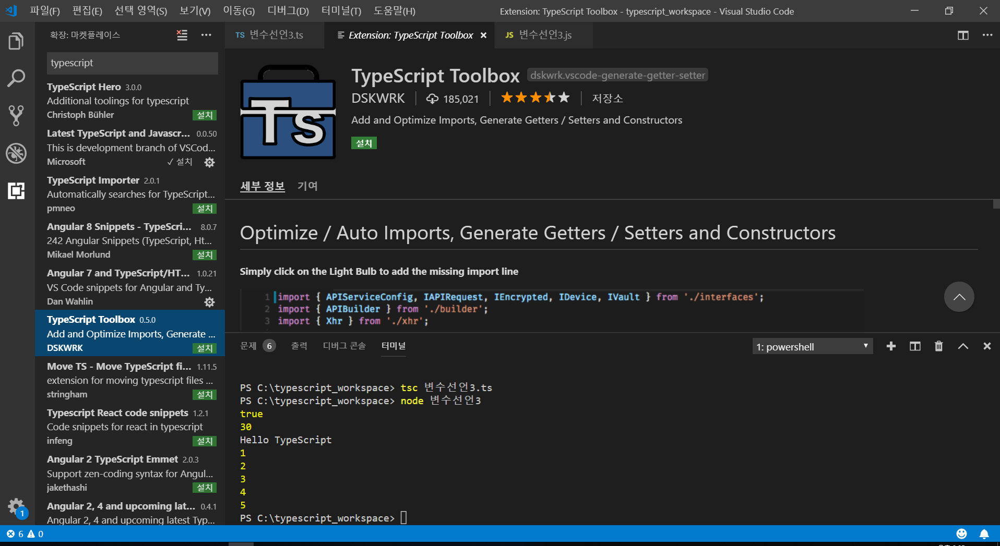 파일(F) 편집(E) 선택 영역(S) 보기(V) 이동(G) 디버그(D) 터미널(T) 도움말(H)
Extension: TypeScript Toolbox - typescript_workspace - Visual Studio Code
확장: 마켓플레이스
typescript
TypeScript Hero 3.0.0
Additional toolings for typescript
Christoph Bühler 설치
Latest TypeScript and Javascr... 0.0.50
This is development branch of VSCod...
Microsoft ✓ 설치
TypeScript Importer 2.0.1
Automatically searches for TypeScript...
pmneo 설치
Angular 8 Snippets - TypeScri... 8.0.7
242 Angular Snippets (TypeScript, Ht...
Mikael Morlund 설치
Angular 7 and TypeScript/HT... 1.0.21
VS Code snippets for Angular and Ty...
Dan Wahlin
TypeScript Toolbox 0.5.0
Add and Optimize Imports, Generate ...
DSKWRK 설치
Move TS - Move TypeScript fi... 1.11.5
extension for moving typescript files ...
stringham 설치
Typescript React code snippets 1.2.1
Code snippets for react in typescript
infeng 설치
Angular 2 TypeScript Emmet 2.0.3
Support zen-coding syntax for Angul...
jakethashi 설치
Angular 2, 4 and upcoming lat... 0.4.1
Angular 2, 4 and upcoming latest Typ...
1
TS 변수선언3.ts
Extension: TypeScript Toolbox
JS 변수선언3.js
Ts
TypeScript Toolbox dskwrk.vscode-generate-getter-setter
DSKWRK 185,021 저장소
Add and Optimize Imports, Generate Getters / Setters and Constructors
설치
세부 정보 기여
Optimize / Auto Imports, Generate Getters / Setters and Constructors
Simply click on the Light Bulb to add the missing import line
1 import { APIServiceConfig, IAPIRequest, IEncrypted, IDevice, IVault } from './interfaces';
2 import { APIBuilder } from './builder';
3 import { Xhr } from './xhr';
문제 6 출력 디버그 콘솔 터미널
1: powershell
PS C:\typescript_workspace> tsc 변수선언3.ts
PS C:\typescript_workspace> node 변수선언3
true
30
Hello TypeScript
1
2
3
4
5
PS C:\typescript_workspace>
6 0